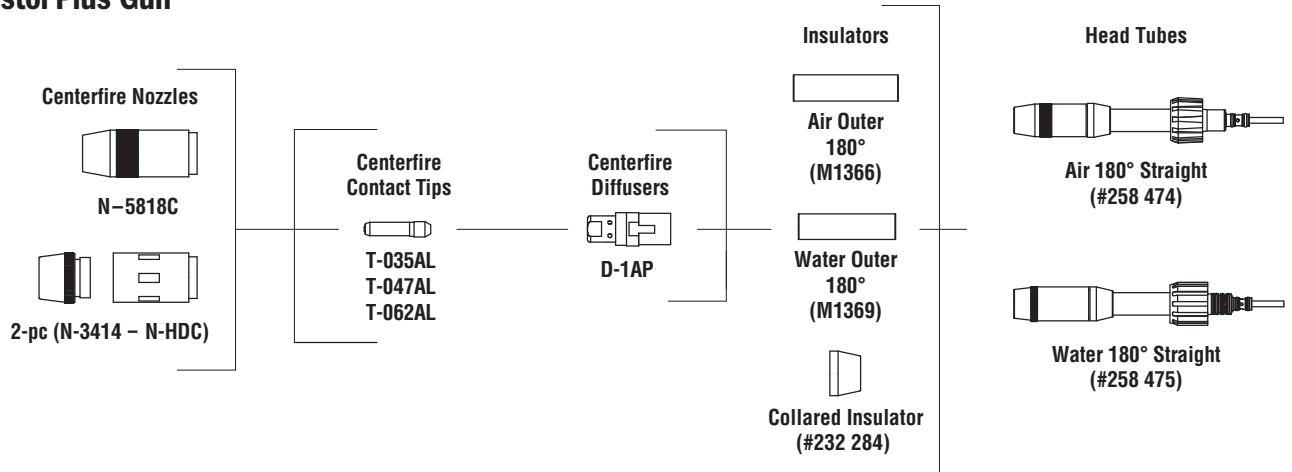 Plus Gun
Centerfire Nozzles
N–5818C
2-pc (N-3414 – N-HDC)
Centerfire
Contact Tips
T-035AL
T-047AL
T-062AL
Centerfire
Diffusers
D-1AP
Insulators
Air Outer
180°
(M1366)
Water Outer
180°
(M1369)
Collared Insulator
(#232 284)
Head Tubes
Air 180° Straight
(#258 474)
Water 180° Straight
(#258 475)